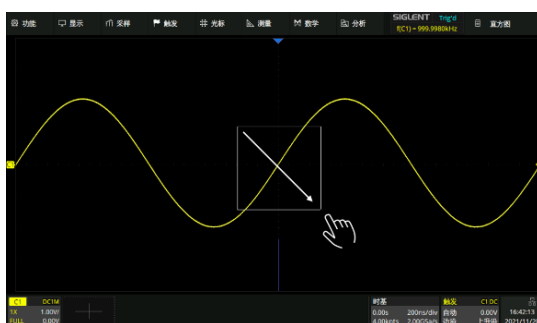 功能 显示 采样 触发 光标 测量 数学 分析 SIGLENT Trig'd 直方图
f(C1) = 999.9980kHz
C1
C1 DC1M 时基 触发 C1 DC
1X 1.00V/ 0.00s 200ns/div 自动 0.00V 16:42:13
FULL 0.00V 4.00kpts 2.00GSa/s 边沿 上升沿